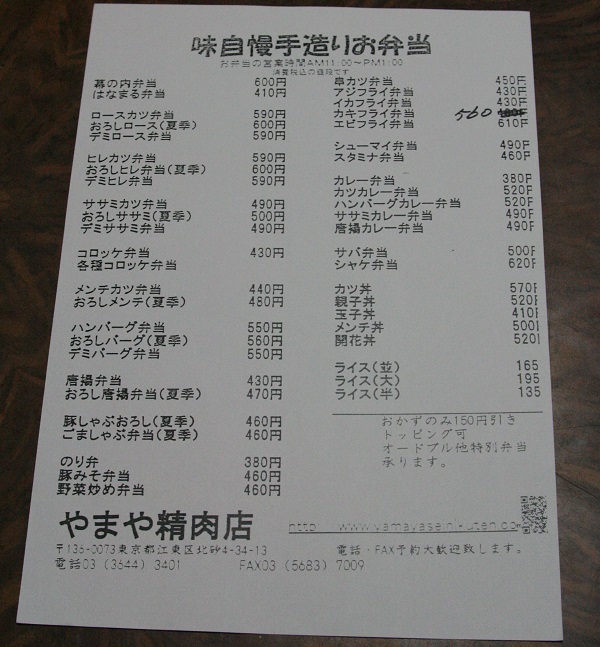 味自慢手造りお弁当
お弁当の営業時間AM11:00～PM1:00
消費税込の値段です
幕の内弁当 600円
はなまる弁当 410円
ロースカツ弁当 590円
おろしロース(夏季) 600円
デミロース弁当 590円
ヒレカツ弁当 590円
おろしヒレ弁当(夏季) 600円
デミヒレ弁当 590円
ササミカツ弁当 490円
おろしササミ(夏季) 500円
デミササミ弁当 490円
コロッケ弁当 430円
各種コロッケ弁当
メンチカツ弁当 440円
おろしメンチ(夏季) 480円
ハンバーグ弁当 550円
おろしバーグ(夏季) 560円
デミバーグ弁当 550円
唐揚弁当 430円
おろし唐揚弁当(夏季) 470円
豚しゃぶおろし(夏季) 460円
ごましゃぶ弁当(夏季) 460円
のり弁 380円
豚みそ弁当 460円
野菜炒め弁当 460円
串カツ弁当 450円
アジフライ弁当 430円
イカフライ弁当 430円
カキフライ弁当 560
エビフライ弁当 610円
シューマイ弁当 490円
スタミナ弁当 460円
カレー弁当 380円
カツカレー弁当 520円
ハンバーグカレー弁当 520円
ササミカレー弁当 490円
唐揚カレー弁当 490円
サバ弁当 500円
シャケ弁当 620円
カツ丼 570円
親子丼 520円
玉子丼 410円
メンチ丼 500円
開花丼 520円
ライス(並) 165
ライス(大) 195
ライス(半) 135
おかずのみ150円引き
トッピング可
オードブル他特別弁当
承ります。
やまや精肉店
http: www.yamayaseinikuten.co
〒136-0073東京都江東区北砂4-34-13
電話・FAX予約大歓迎致します。
電話03 (3644) 3401 FAX03 (5683) 7009